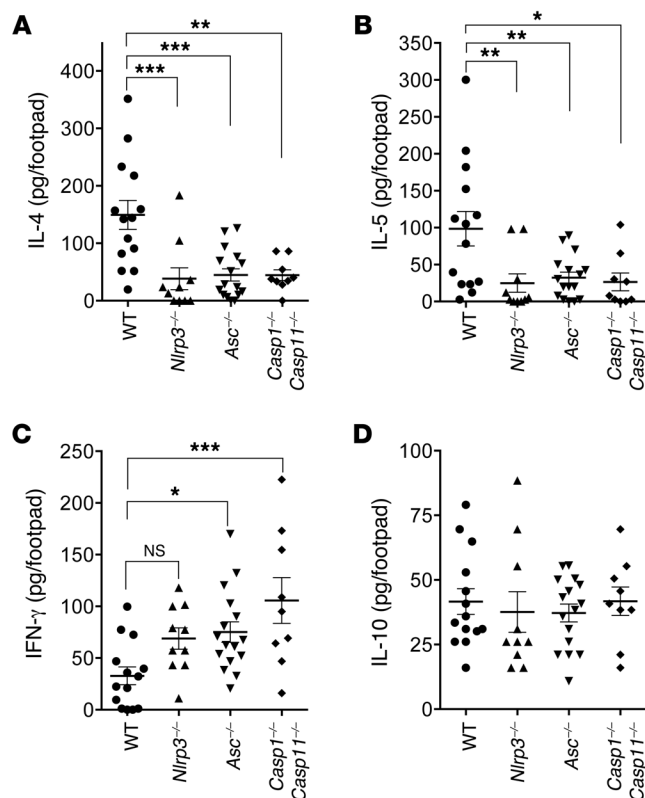 A
**
***
***
400
300
200
100
0
IL-4 (pg/footpad)
WT
Nlrp3⁻/⁻
Asc⁻/⁻
Casp1⁻/⁻
Casp11⁻/⁻
B
*
**
**
350
300
250
200
150
100
50
0
IL-5 (pg/footpad)
WT
Nlrp3⁻/⁻
Asc⁻/⁻
Casp1⁻/⁻
Casp11⁻/⁻
C
***
*
NS
250
200
150
100
50
0
IFN-γ (pg/footpad)
WT
Nlrp3⁻/⁻
Asc⁻/⁻
Casp1⁻/⁻
Casp11⁻/⁻
D
100
75
50
25
0
IL-10 (pg/footpad)
WT
Nlrp3⁻/⁻
Asc⁻/⁻
Casp1⁻/⁻
Casp11⁻/⁻